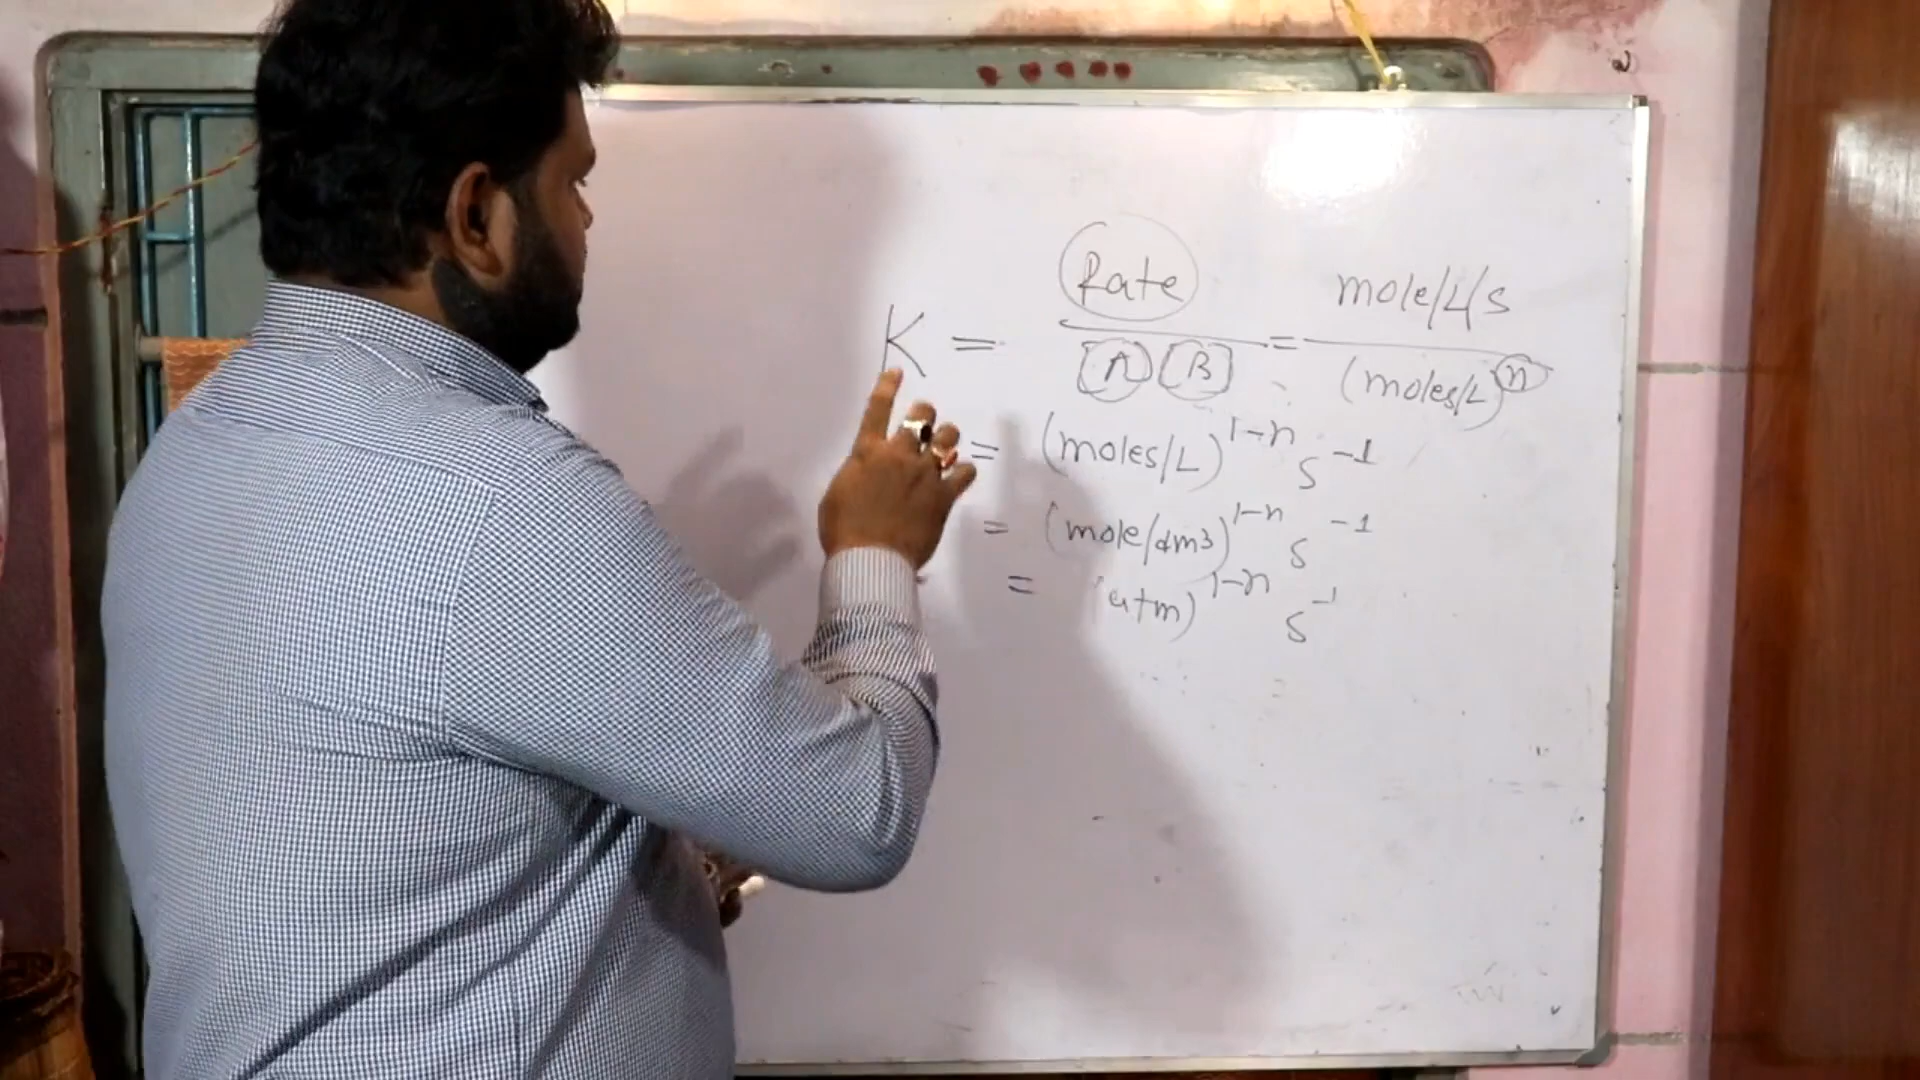 K = Rate / [A] [B] = mole/L/s / (moles/L)^n
= (moles/L)^1-n s^-1
= (mole/dm3)^1-n s^-1
= (atm)^1-n s^-1